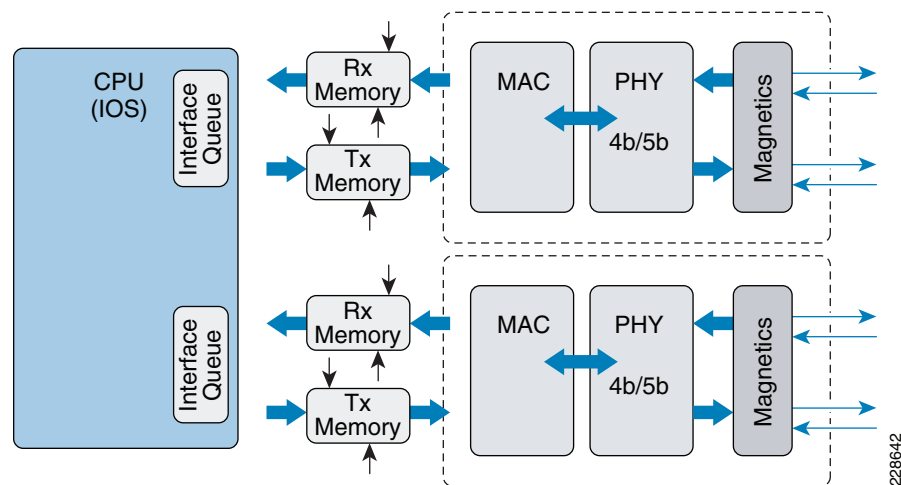 CPU
(IOS)
Interface
Queue
Rx
Memory
Tx
Memory
MAC
PHY
4b/5b
Magnetics
Interface
Queue
Rx
Memory
Tx
Memory
MAC
PHY
4b/5b
Magnetics
228642